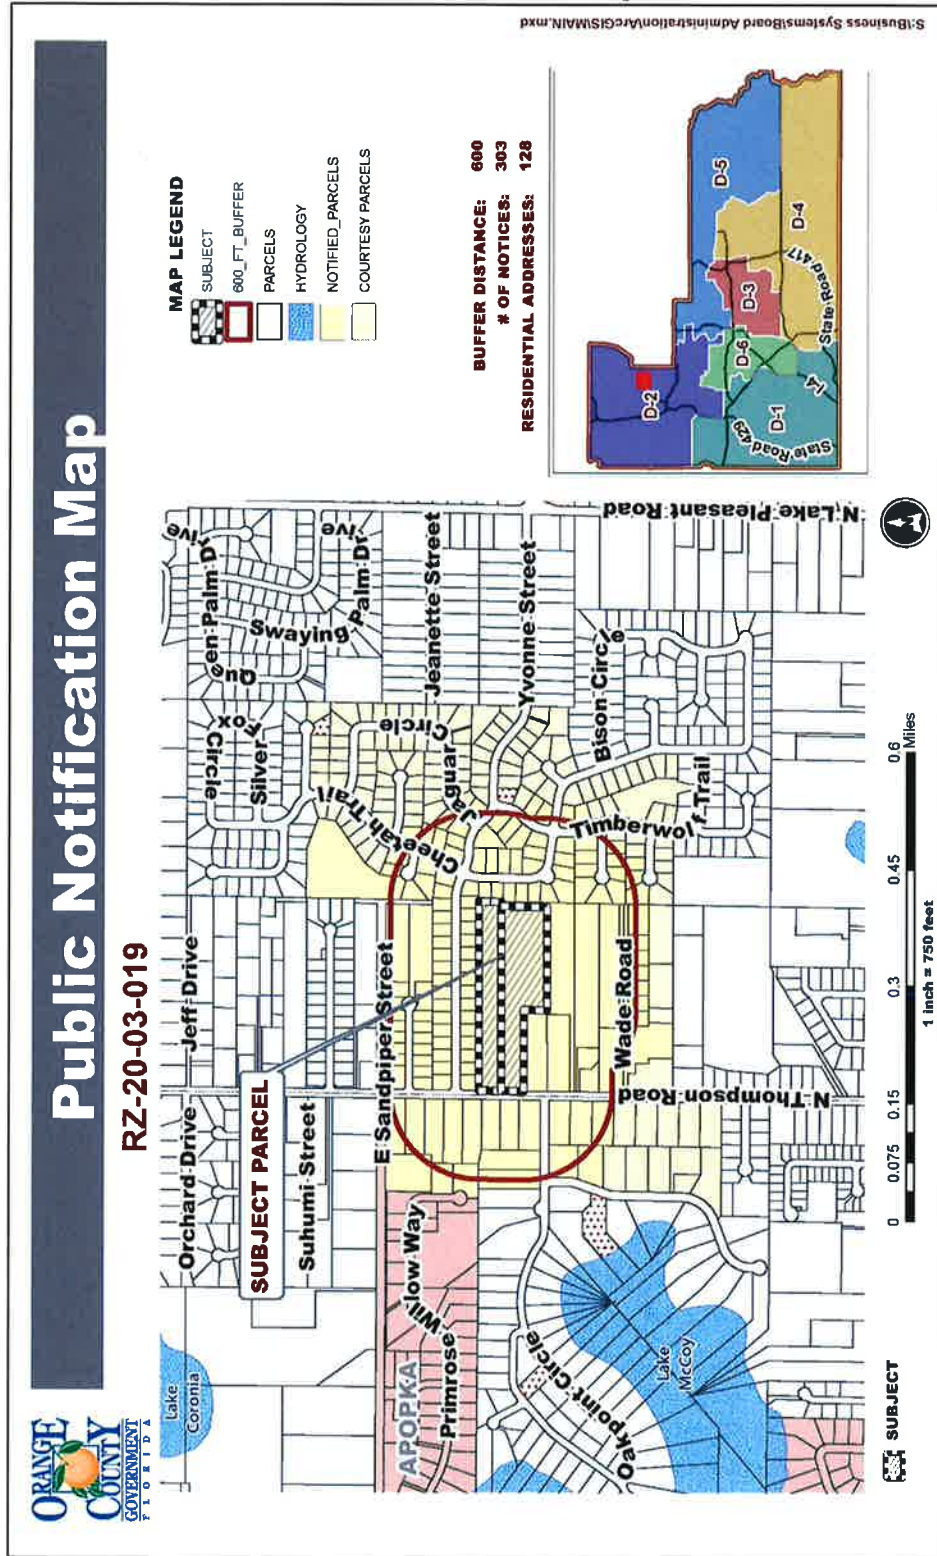 ORANGE
COUNTY
GOVERNMENT
FLORIDA
Public Notification Map
RZ-20-03-019
SUBJECT PARCEL
Lake
Coronia
Orchard Drive
Jeff Drive
Suhumi Street
E Sandpiper Street
APOPKA
Primrose Willow Way
Oakpoint Circle
Lake
McCoy
N Thompson Road
Wade Road
Cheetah Trail
Jaguar Circle
Silver Fox Circle
Queen Palm Drive
Swaying Palm Drive
Jeanette Street
Yvonne Street
Bison Circle
Timberwolf Trail
N Lake Pleasant Road
MAP LEGEND
SUBJECT
600_FT_BUFFER
PARCELS
HYDROLOGY
NOTIFIED_PARCELS
COURTESY PARCELS
BUFFER DISTANCE: 600
# OF NOTICES: 303
RESIDENTIAL ADDRESSES: 128
D-2
D-5
D-3
D-6
D-4
D-1
State Road 429
I-4
State Road 417
SUBJECT
0 0.075 0.15 0.3 0.45 0.6
Miles
1 inch = 750 feet
S:\Business Systems\Board Administration\ArcGIS\MAIN.mxd